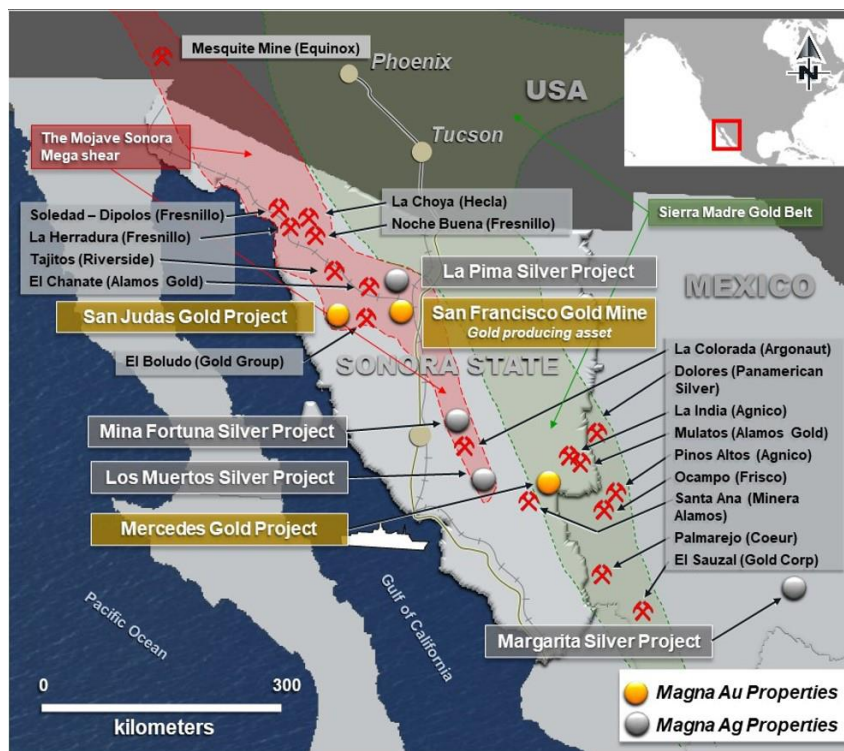 Mesquite Mine (Equinox)
Phoenix
USA
N
The Mojave Sonora
Mega shear
Tucson
La Choya (Hecla)
Soledad – Dipolos (Fresnillo)
Noche Buena (Fresnillo)
La Herradura (Fresnillo)
Tajitos (Riverside)
El Chanate (Alamos Gold)
Sierra Madre Gold Belt
La Pima Silver Project
MEXICO
San Judas Gold Project
San Francisco Gold Mine
Gold producing asset
El Boludo (Gold Group)
SONORA STATE
La Colorada (Argonaut)
Dolores (Panamerican
Silver)
La India (Agnico)
Mulatos (Alamos Gold)
Pinos Altos (Agnico)
Ocampo (Frisco)
Santa Ana (Minera
Alamos)
Palmarejo (Coeur)
El Sauzal (Gold Corp)
Mina Fortuna Silver Project
Los Muertos Silver Project
Mercedes Gold Project
Pacific Ocean
Gulf of California
Margarita Silver Project
0 300
kilometers
Magna Au Properties
Magna Ag Properties